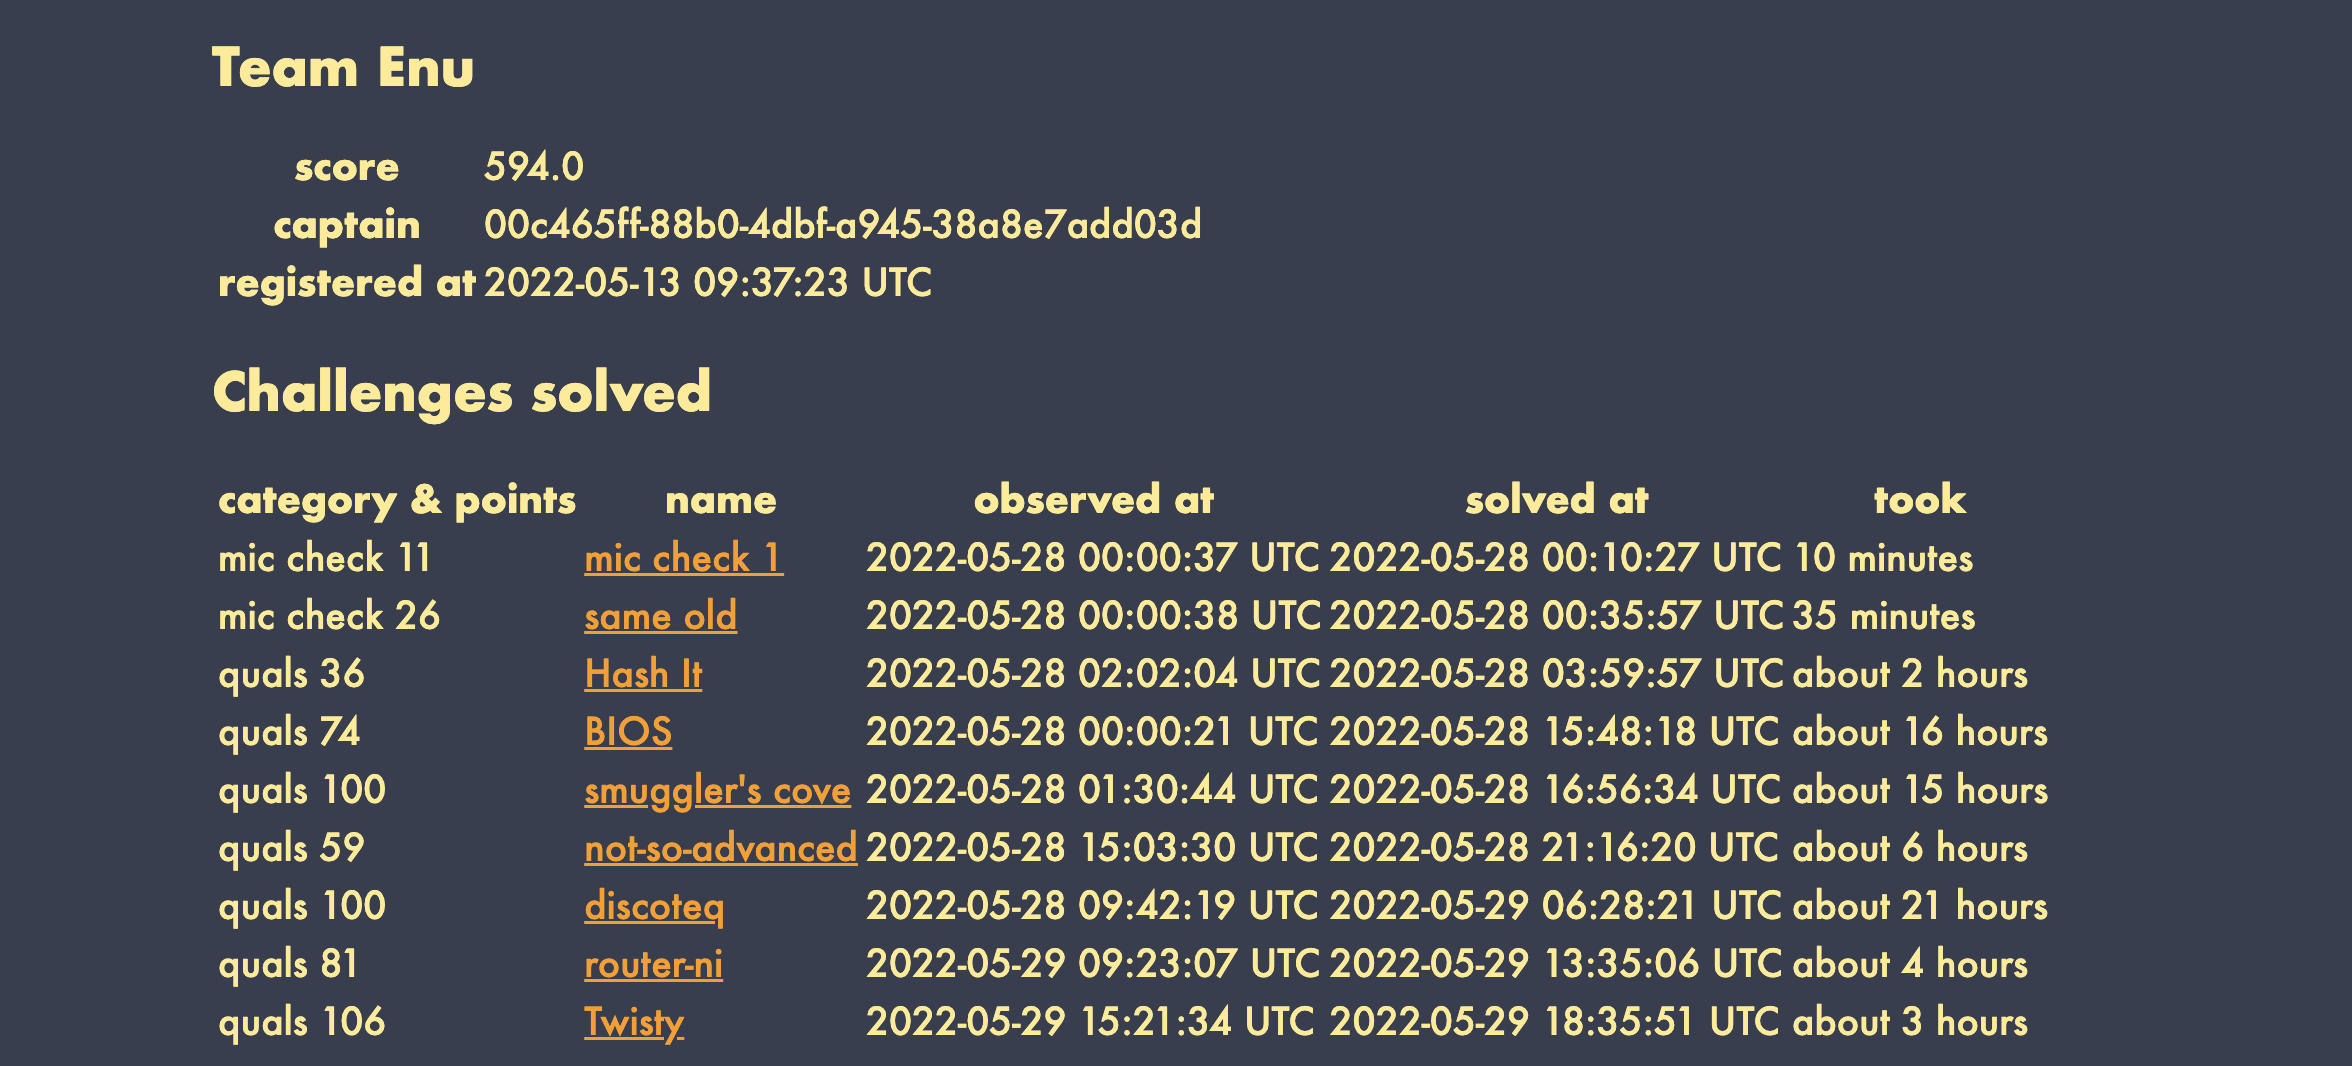 Team Enu
score 594.0
captain 00c465ff-88b0-4dbf-a945-38a8e7add03d
registered at 2022-05-13 09:37:23 UTC
Challenges solved
category & points name observed at solved at took
mic check 11 mic check 1 2022-05-28 00:00:37 UTC 2022-05-28 00:10:27 UTC 10 minutes
mic check 26 same old 2022-05-28 00:00:38 UTC 2022-05-28 00:35:57 UTC 35 minutes
quals 36 Hash It 2022-05-28 02:02:04 UTC 2022-05-28 03:59:57 UTC about 2 hours
quals 74 BIOS 2022-05-28 00:00:21 UTC 2022-05-28 15:48:18 UTC about 16 hours
quals 100 smuggler's cove 2022-05-28 01:30:44 UTC 2022-05-28 16:56:34 UTC about 15 hours
quals 59 not-so-advanced 2022-05-28 15:03:30 UTC 2022-05-28 21:16:20 UTC about 6 hours
quals 100 discoteq 2022-05-28 09:42:19 UTC 2022-05-29 06:28:21 UTC about 21 hours
quals 81 router-ni 2022-05-29 09:23:07 UTC 2022-05-29 13:35:06 UTC about 4 hours
quals 106 Twisty 2022-05-29 15:21:34 UTC 2022-05-29 18:35:51 UTC about 3 hours